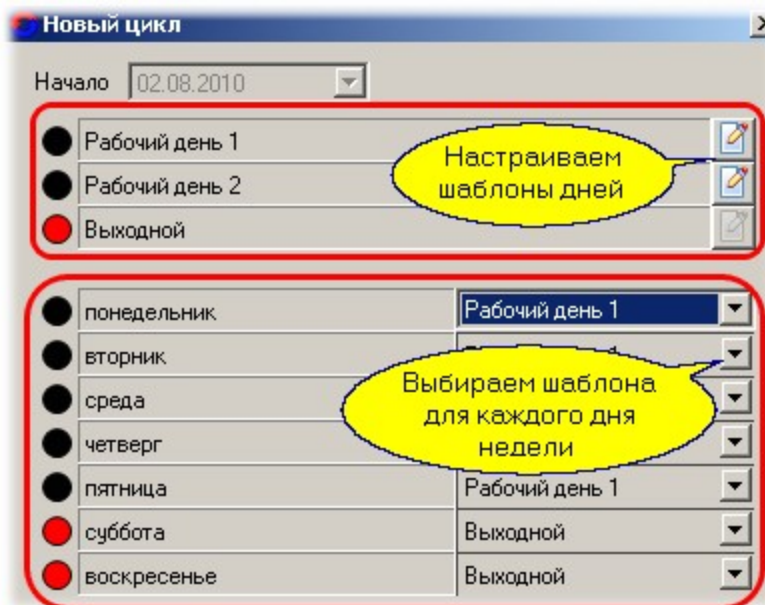 Новый цикл
Начало 02.08.2010
Рабочий день 1
Рабочий день 2
Выходной
Настраиваем
шаблоны дней
понедельник Рабочий день 1
вторник
среда
четверг
пятница Рабочий день 1
суббота Выходной
воскресенье Выходной
Выбираем шаблона
для каждого дня
недели